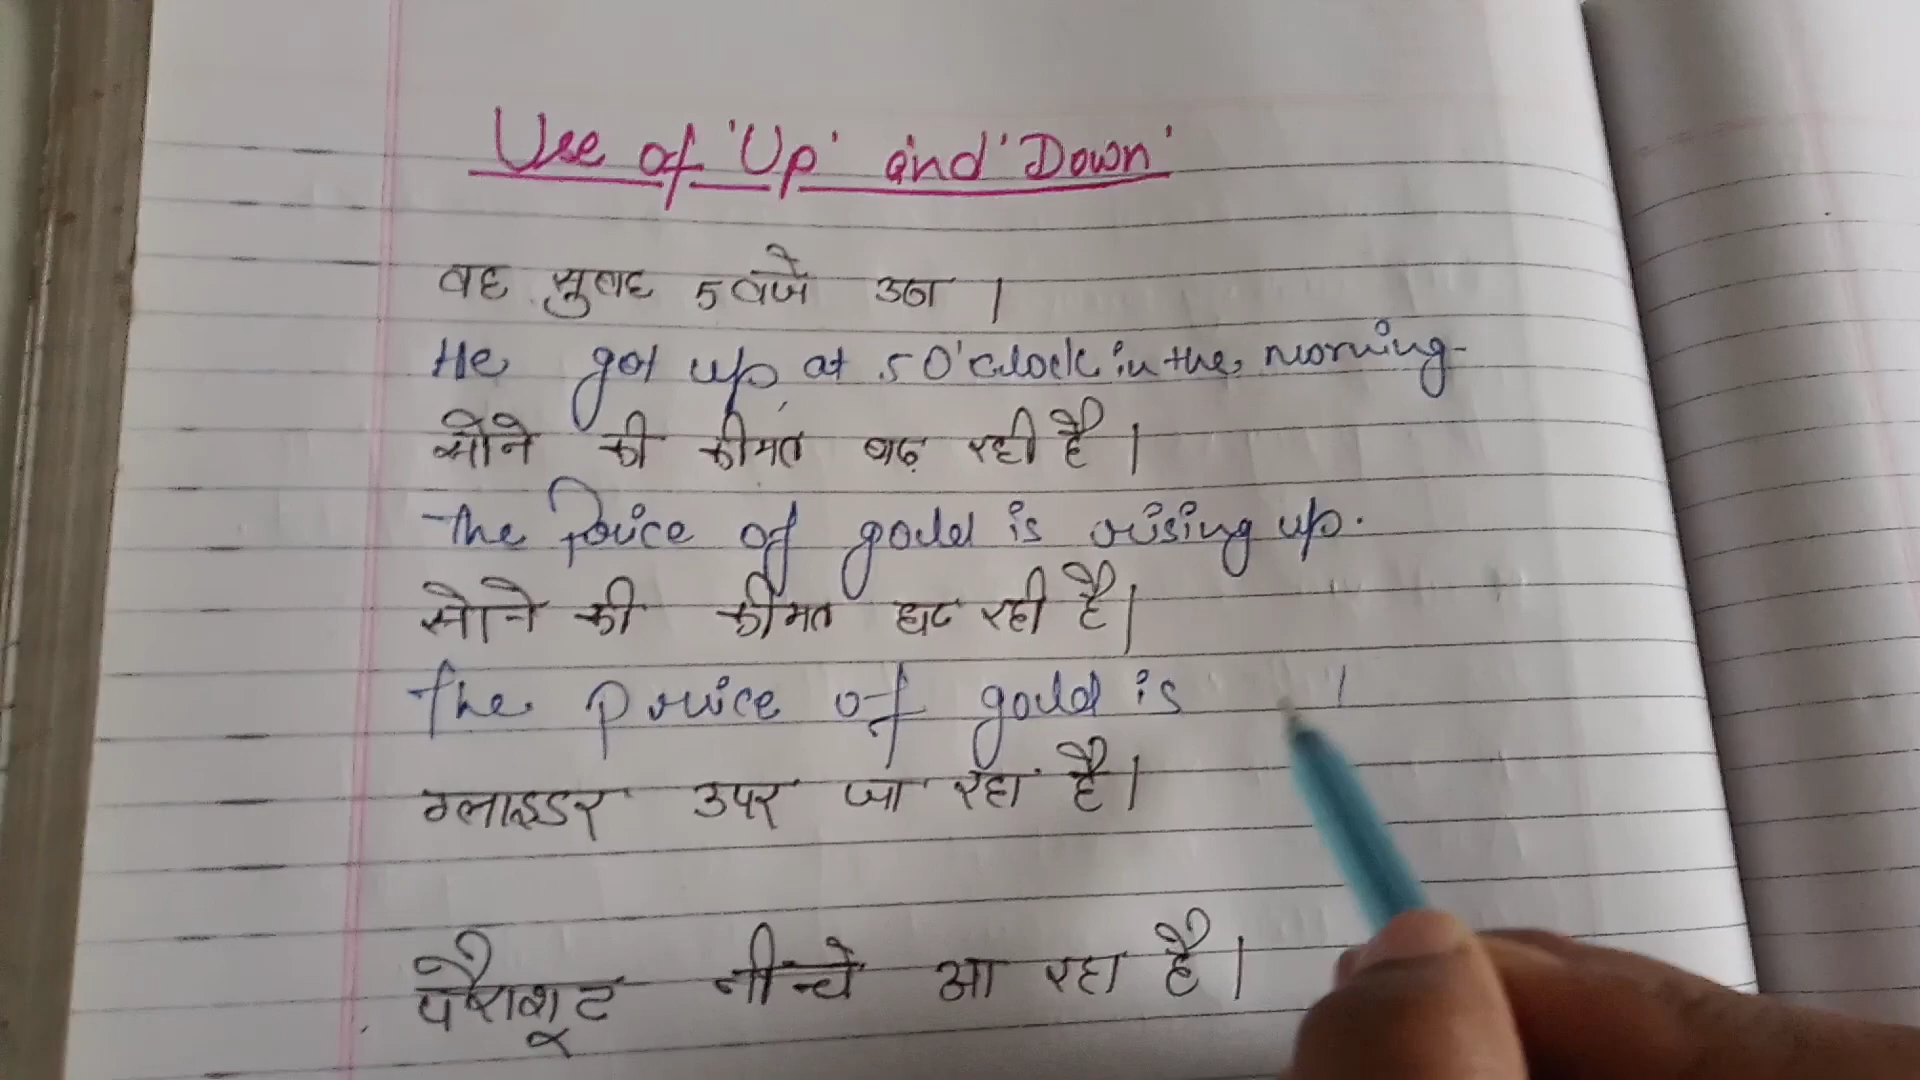 Use of 'Up' and 'Down'
वह सुबह 5 बजे उठा ।
He got up at 5 O'clock in the morning-
सोने की कीमत बढ़ रही है ।
The Price of gould is rising up.
सोने की कीमत घट रही है।
The price of gould is
ग्लाइडर उपर जा रहा है।
पैराशूट नीचे आ रहा है।